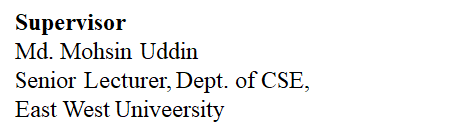 Supervisor
Md. Mohsin Uddin
Senior Lecturer, Dept. of CSE,
East West Univeersity